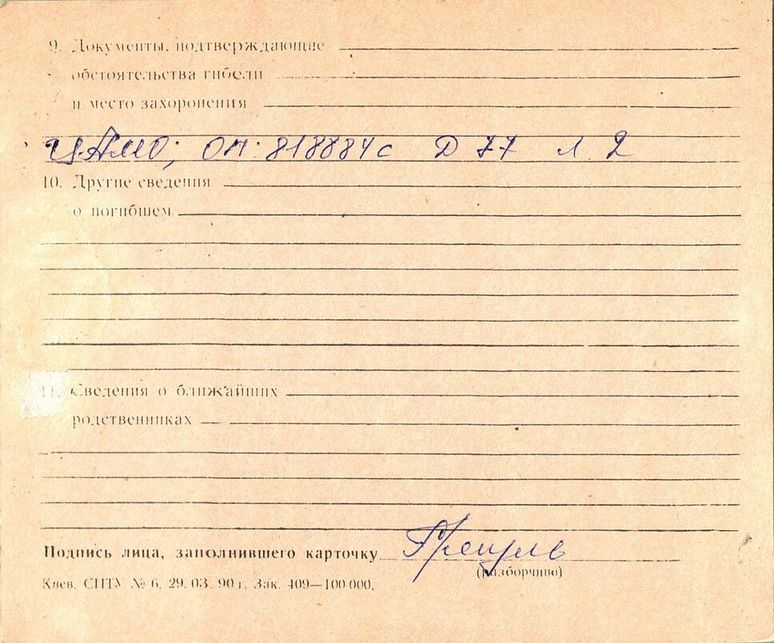 9. Документы, подтверждающие
обстоятельства гибели
и место захоронения
ЦАМО; оп: 818884с Д 77 Л 2
10. Другие сведения
о погибшем
11. Сведения о ближайших
родственниках
Подпись лица, заполнившего карточку
(разборчиво)
Киев. СПТУ № 6. 29. 03. 90 г. Зак. 409—100 000.